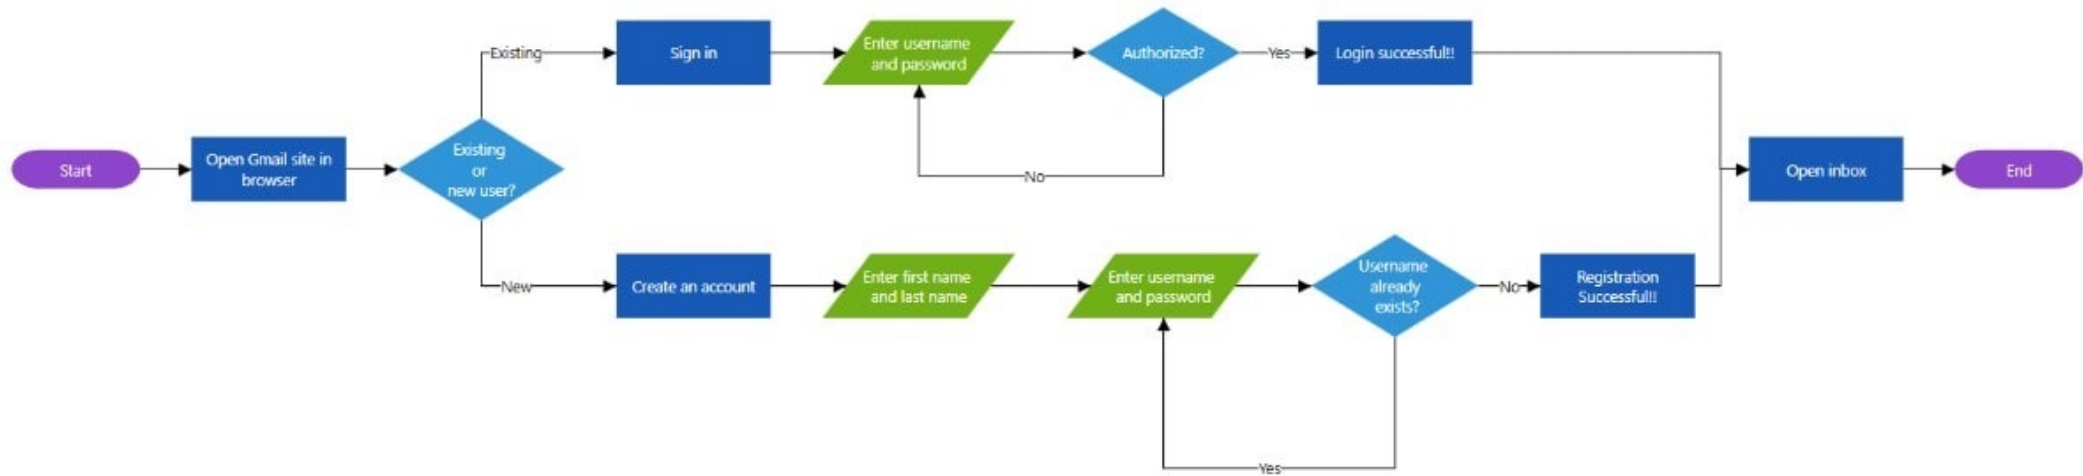 Start
Open Gmail site in
browser
Existing
or
new user?
Existing
Sign in
Enter username
and password
Authorized?
Yes
Login successful!!
No
New
Create an account
Enter first name
and last name
Enter username
and password
Username
already
exists?
No
Registration
Successful!!
Yes
Open inbox
End